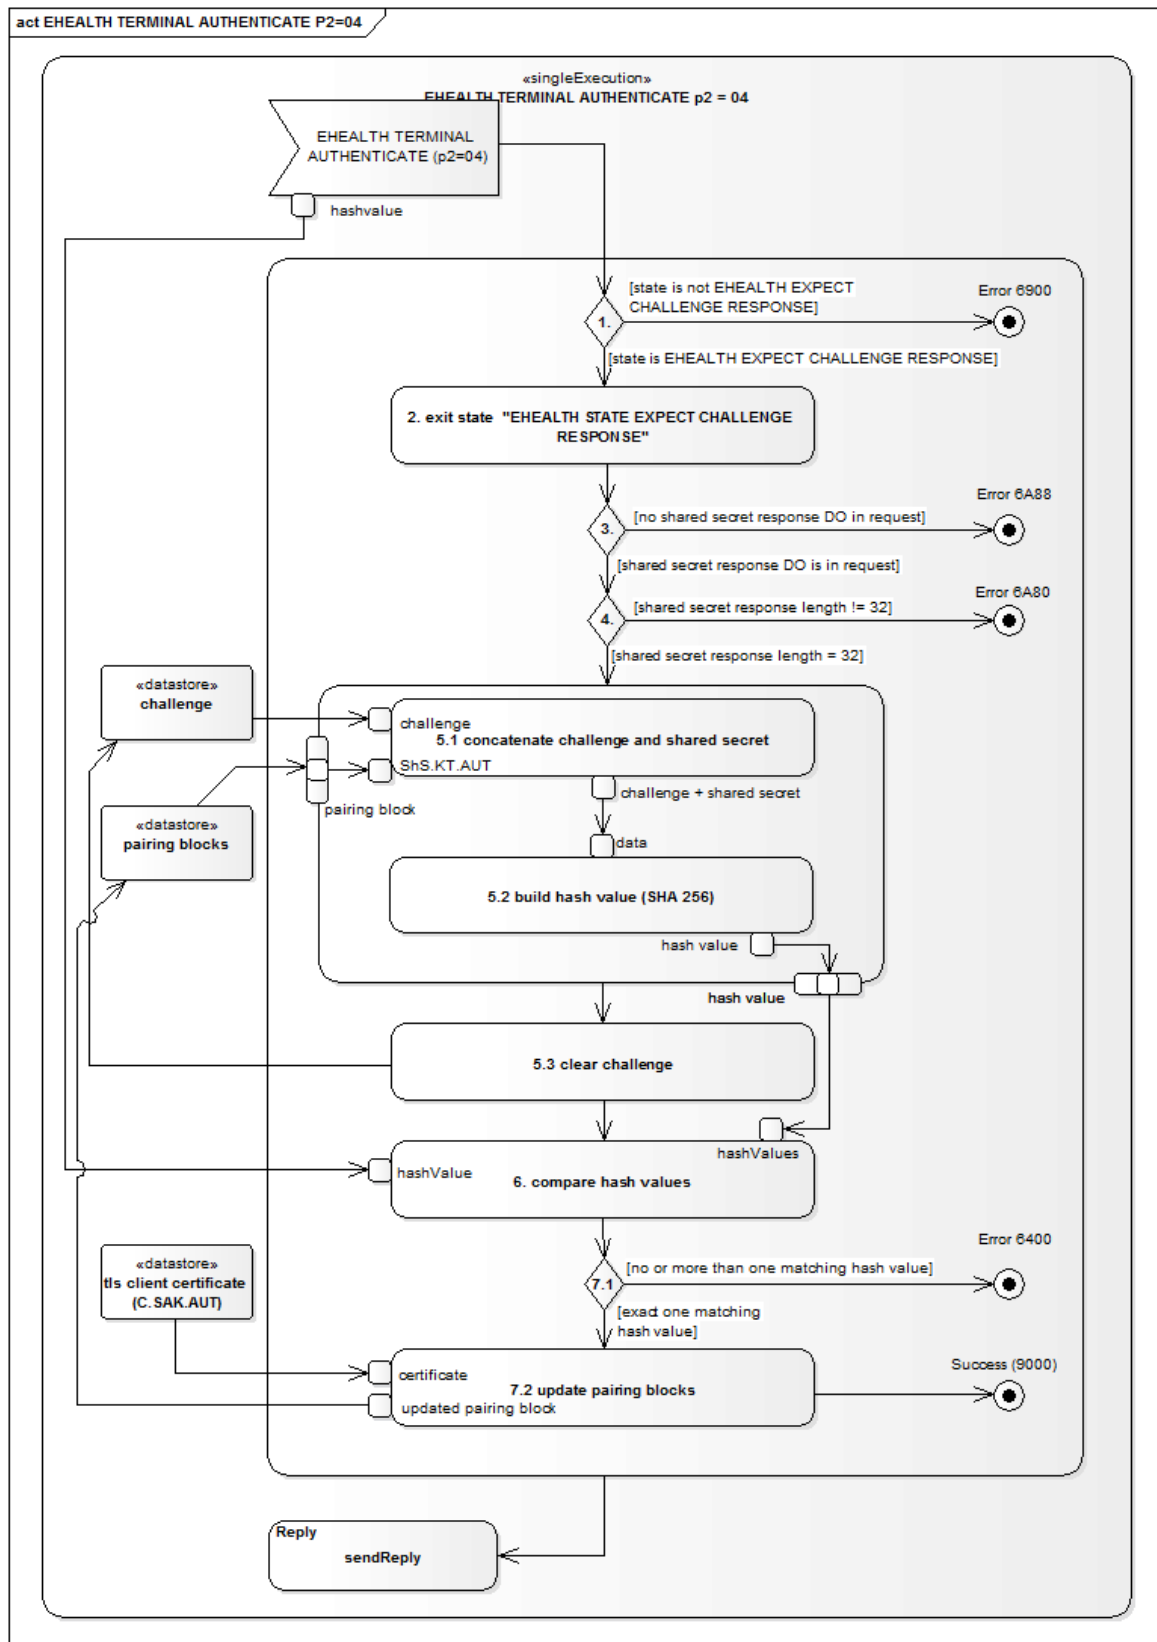 act EHEALTH TERMINAL AUTHENTICATE P2=04
«singleExecution»
EHEALTH TERMINAL AUTHENTICATE p2 = 04
EHEALTH TERMINAL
AUTHENTICATE (p2=04)
hashvalue
[state is not EHEALTH EXPECT
CHALLENGE RESPONSE]
Error 6900
1.
[state is EHEALTH EXPECT CHALLENGE RESPONSE]
2. exit state "EHEALTH STATE EXPECT CHALLENGE
RESPONSE"
Error 6A88
[no shared secret response DO in request]
3.
[shared secret response DO is in request]
Error 6A80
[shared secret response length != 32]
4.
[shared secret response length = 32]
«datastore»
challenge
challenge
5.1 concatenate challenge and shared secret
ShS.KT.AUT
challenge + shared secret
pairing block
«datastore»
pairing blocks
data
5.2 build hash value (SHA 256)
hash value
hash value
5.3 clear challenge
hashValues
hashValue
6. compare hash values
Error 6400
«datastore»
tls client certificate
(C.SAK.AUT)
[no or more than one matching hash value]
7.1
[exact one matching
hash value]
Success (9000)
certificate
7.2 update pairing blocks
updated pairing block
Reply
sendReply